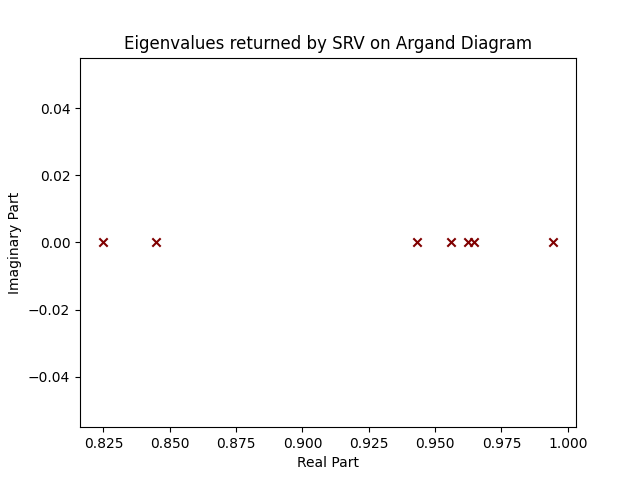 Eigenvalues returned by SRV on Argand Diagram
Imaginary Part
0.04
0.02
0.00
−0.02
−0.04
0.825 0.850 0.875 0.900 0.925 0.950 0.975 1.000
Real Part